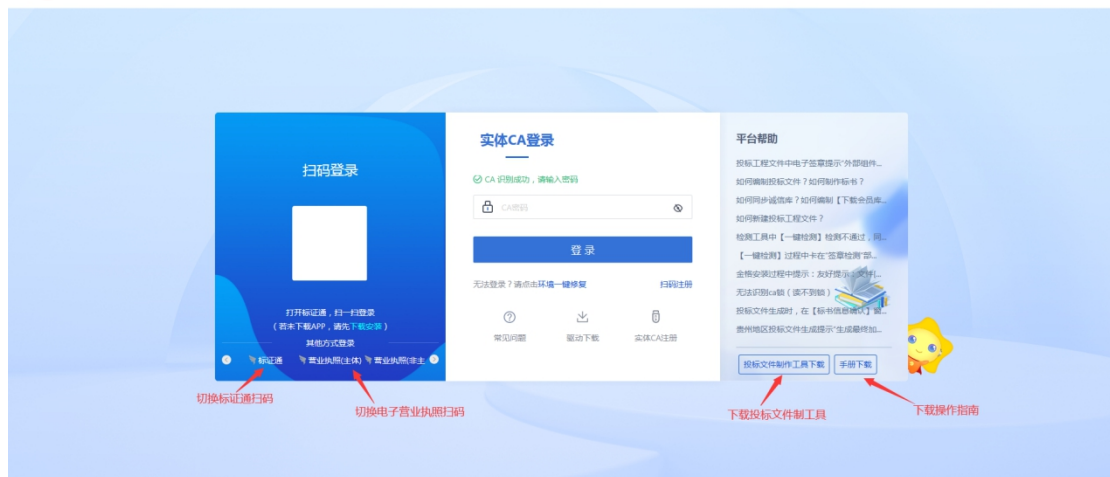 扫码登录
打开标证通，扫一扫登录
（若未下载APP，请先下载安装）
其他方式登录
标证通 营业执照(主体) 营业执照(非主
实体CA登录
CA 识别成功，请输入密码
CA密码
登 录
无法登录？请点击环境一键修复 扫码注册
常见问题 驱动下载 实体CA注册
平台帮助
投标工程文件中电子签章提示“外部组件...
如何编制投标文件？如何制作标书？
如何同步诚信库？如何编制【下载会员库...
如何新建投标工程文件？
检测工具中【一键检测】检测不通过，同...
【一键检测】过程中卡在“签章检测”部...
金格安装过程中提示：友好提示：文件[...
无法识别ca锁（读不到锁）
投标文件生成时，在【标书信息确认】第...
贵州地区投标文件生成提示“生成最终加...
投标文件制作工具下载 手册下载
切换标证通扫码
切换电子营业执照扫码
下载投标文件制工具
下载操作指南